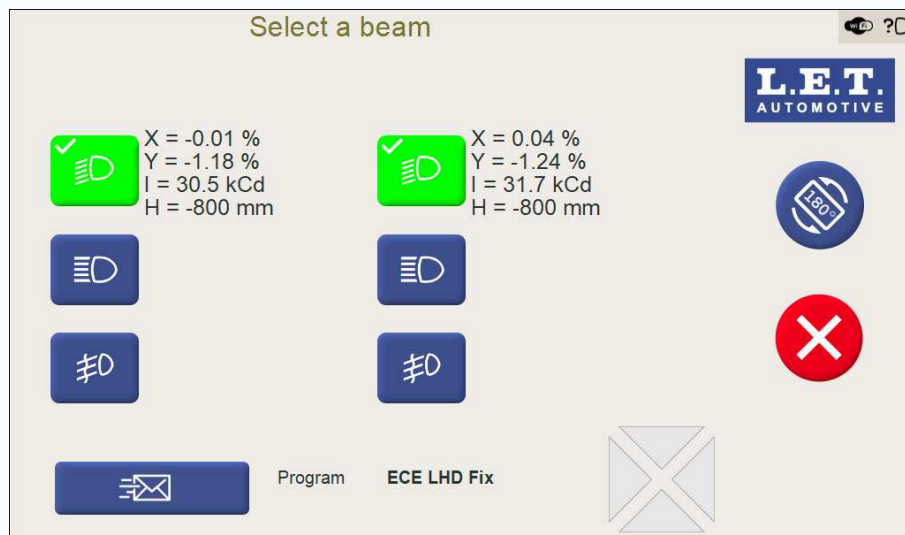 Select a beam
WiFi ?
L.E.T.
AUTOMOTIVE
X = -0.01 %
Y = -1.18 %
I = 30.5 kCd
H = -800 mm
X = 0.04 %
Y = -1.24 %
I = 31.7 kCd
H = -800 mm
180°
Program ECE LHD Fix